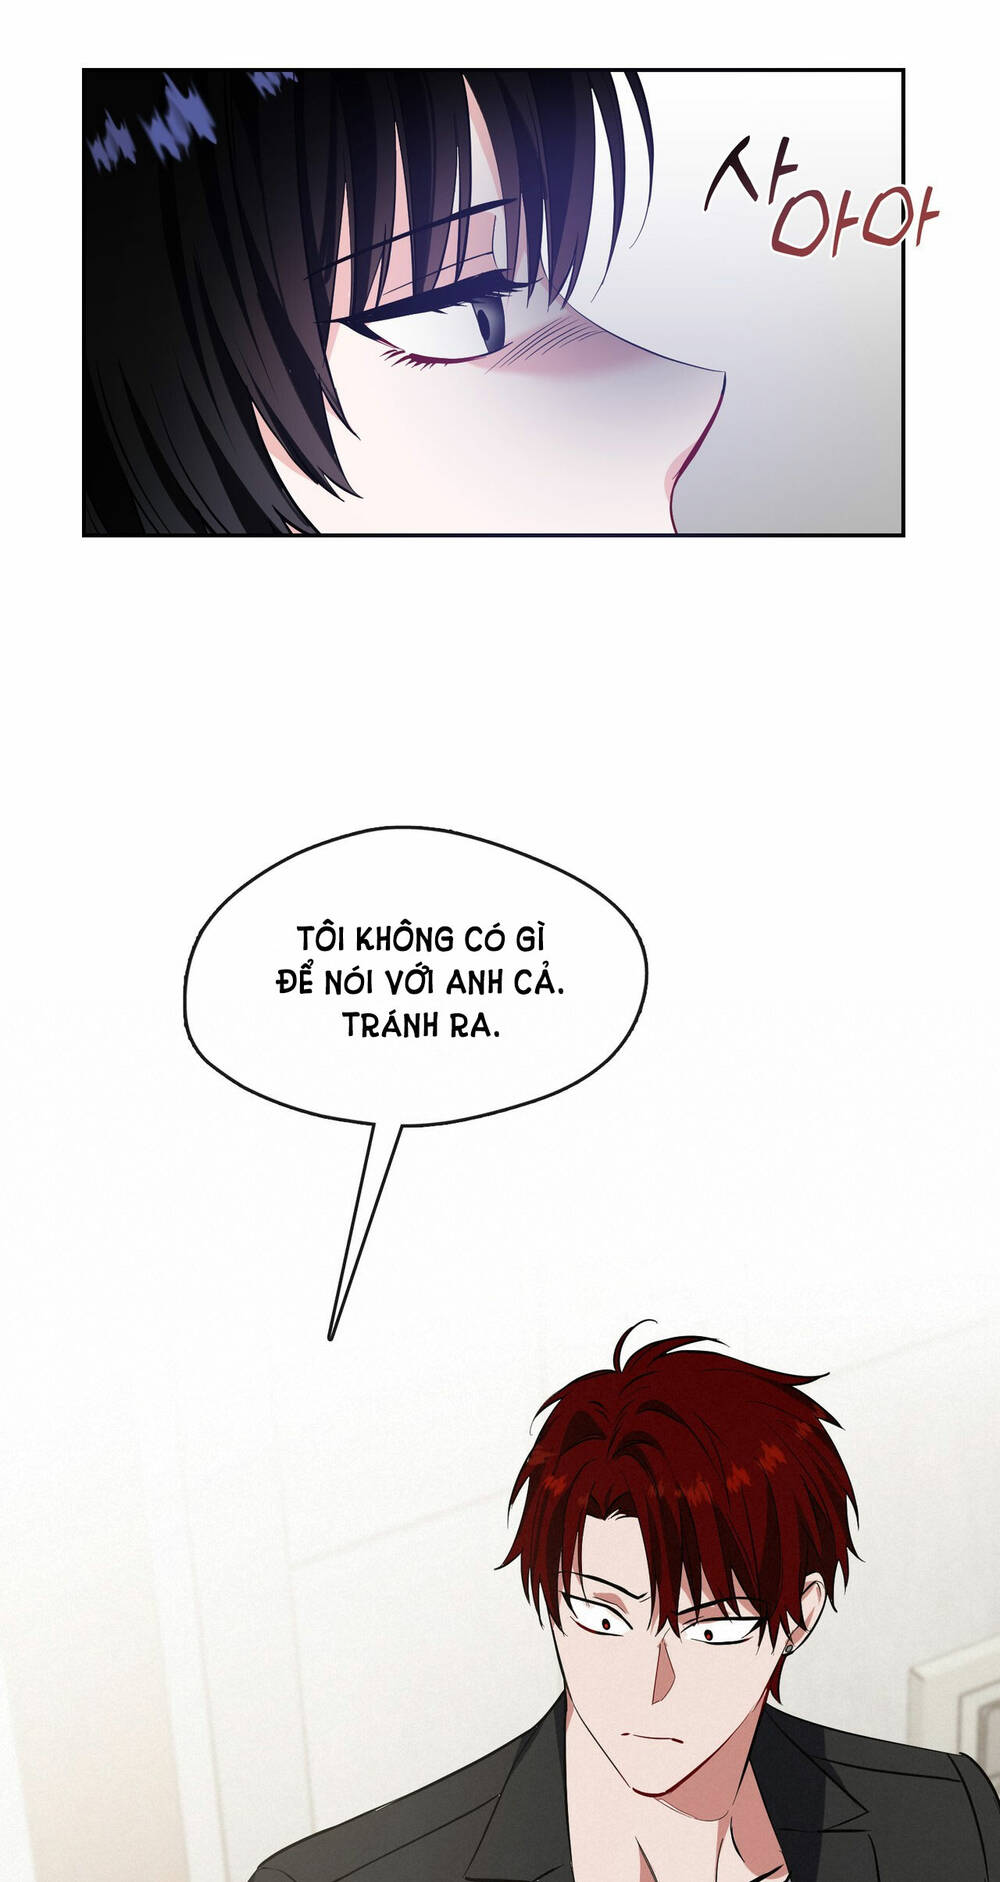 사아아
TÔI KHÔNG CÓ GÌ
ĐỂ NÓI VỚI ANH CẢ.
TRÁNH RA.